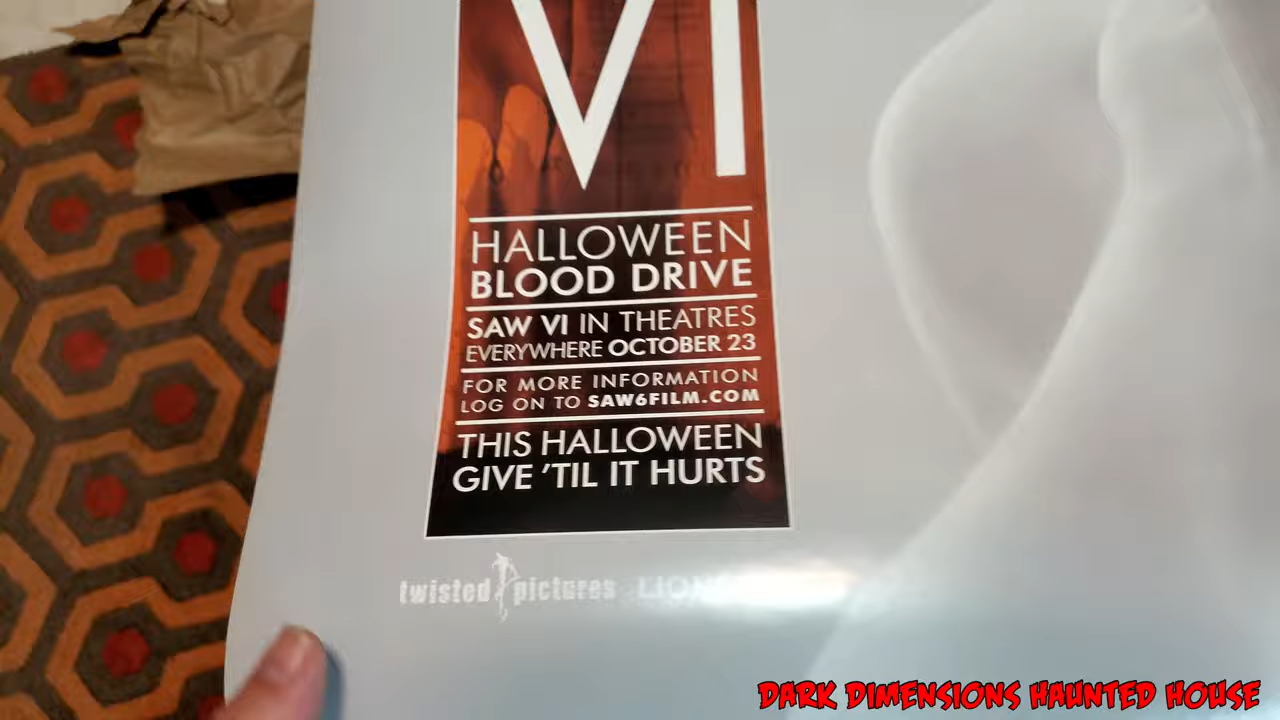 VI
HALLOWEEN
BLOOD DRIVE
SAW VI IN THEATRES
EVERYWHERE OCTOBER 23
FOR MORE INFORMATION
LOG ON TO SAW6FILM.COM
THIS HALLOWEEN
GIVE 'TIL IT HURTS
twisted pictures
DARK DIMENSIONS HAUNTED HOUSE